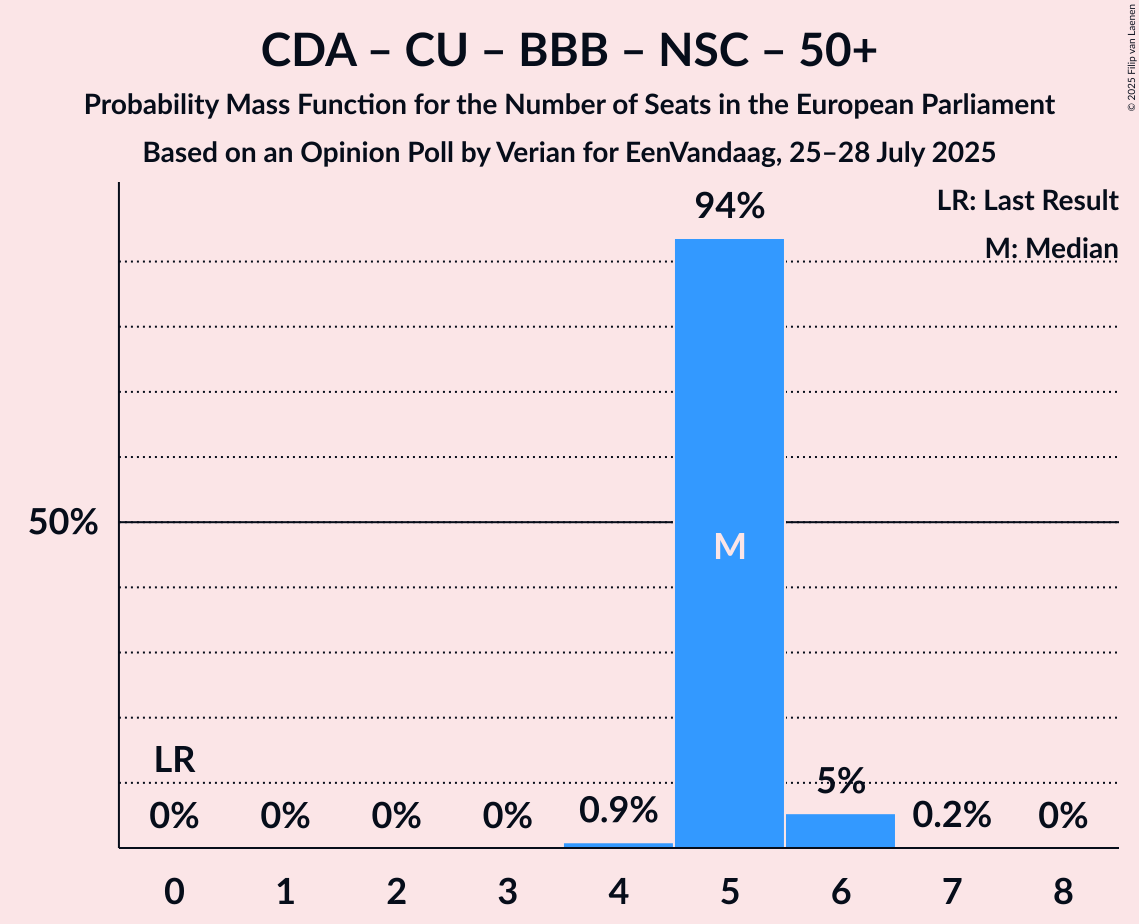 CDA – CU – BBB – NSC – 50+
Probability Mass Function for the Number of Seats in the European Parliament
Based on an Opinion Poll by Verian for EenVandaag, 25–28 July 2025
© 2025 Filip van Laenen
LR: Last Result
M: Median
94%
50%
M
LR
0%
0%
0%
0%
0.9%
5%
0.2%
0%
0 1 2 3 4 5 6 7 8